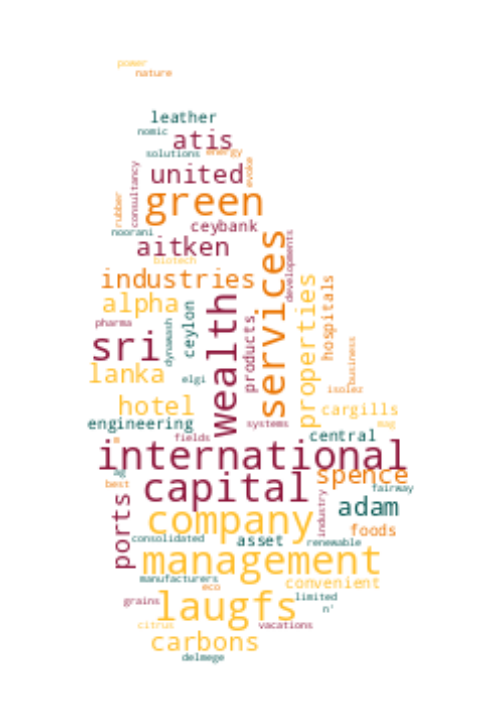 power
nature
leather
nomic
atis
solutions
energy
united
evoke
consultancy
green
rubber
ceybank
noorani
aitken
services
developments
biotech
industries
wealth
properties
hospitals
alpha
ceylon
products
pharma
dynawash
sri
business
lanka
elgi
isolez
hotel
cargills
engineering
systems
mag
fields
central
m
international
ag
spence
best
capital
fairway
ports
industry
adam
company
foods
consolidated
asset
renewable
management
manufacturers
eco
convenient
grains
laugfs
limited
n'
citrus
vacations
carbons
delmege